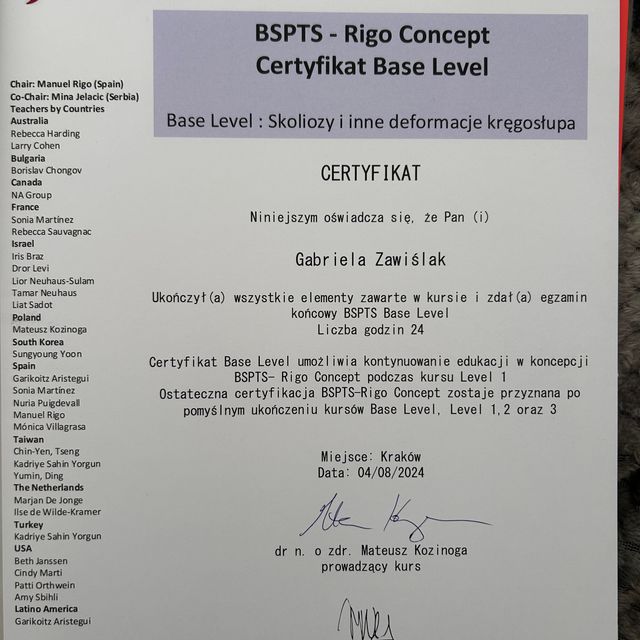 BSPTS - Rigo Concept
Certyfikat Base Level
Base Level : Skoliozy i inne deformacje kręgosłupa
Chair: Manuel Rigo (Spain)
Co-Chair: Mina Jelacic (Serbia)
Teachers by Countries
Australia
Rebecca Harding
Larry Cohen
Bulgaria
Borislav Chongov
Canada
NA Group
France
Sonia Martínez
Rebecca Sauvagnac
Israel
Iris Braz
Dror Levi
Lior Neuhaus-Sulam
Tamar Neuhaus
Liat Sadot
Poland
Mateusz Kozinoga
South Korea
Sungyoung Yoon
Spain
Garikoitz Aristegui
Sonia Martínez
Nuria Puigdevall
Manuel Rigo
Mónica Villagrasa
Taiwan
Chin-Yen, Tseng
Kadriye Sahin Yorgun
Yumin, Ding
The Netherlands
Marjan De Jonge
Ilse de Wilde-Kramer
Turkey
Kadriye Sahin Yorgun
USA
Beth Janssen
Cindy Marti
Patti Orthwein
Amy Sbihli
Latino America
Garikoitz Aristegui
CERTYFIKAT
Niniejszym oświadcza się, że Pan (i)
Gabriela Zawiślak
Ukończył(a) wszystkie elementy zawarte w kursie i zdał(a) egzamin
końcowy BSPTS Base Level
Liczba godzin 24
Certyfikat Base Level umożliwia kontynuowanie edukacji w koncepcji
BSPTS- Rigo Concept podczas kursu Level 1
Ostateczna certyfikacja BSPTS-Rigo Concept zostaje przyznana po
pomyślnym ukończeniu kursów Base Level, Level 1,2 oraz 3
Miejsce: Kraków
Data: 04/08/2024
dr n. o zdr. Mateusz Kozinoga
prowadzący kurs